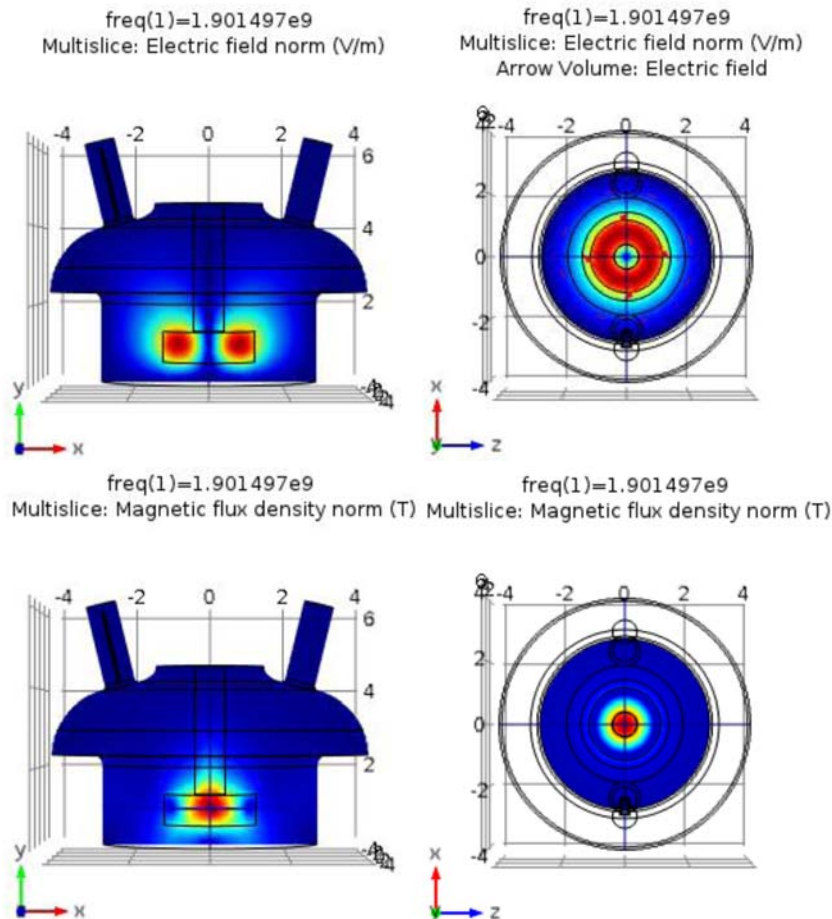 freq(1)=1.901497e9
Multislice: Electric field norm (V/m)
-4 -2 0 2 4
6
4
2
y
x
freq(1)=1.901497e9
Multislice: Electric field norm (V/m)
Arrow Volume: Electric field
-4 -2 0 2 4
2
0
-2
-4
x
y z
freq(1)=1.901497e9
Multislice: Magnetic flux density norm (T)
-4 -2 0 2 4
6
4
2
y
x
freq(1)=1.901497e9
Multislice: Magnetic flux density norm (T)
-4 -2 0 2 4
2
0
-2
-4
x
y z